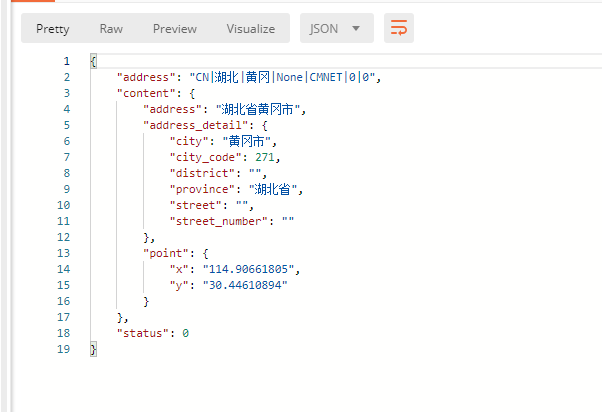 Pretty Raw Preview Visualize JSON
1 {
2 "address": "CN|湖北|黄冈|None|CMNET|0|0",
3 "content": {
4 "address": "湖北省黄冈市",
5 "address_detail": {
6 "city": "黄冈市",
7 "city_code": 271,
8 "district": "",
9 "province": "湖北省",
10 "street": "",
11 "street_number": ""
12 },
13 "point": {
14 "x": "114.90661805",
15 "y": "30.44610894"
16 }
17 },
18 "status": 0
19 }